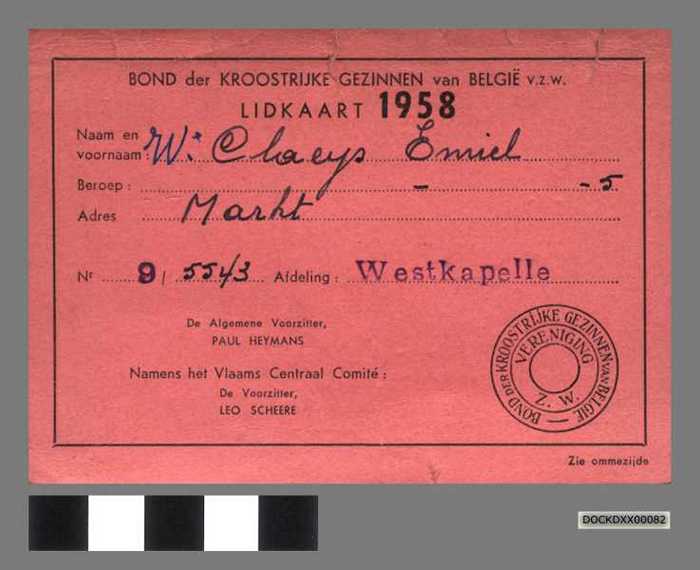 BOND der KROOSTRIJKE GEZINNEN van BELGIË v.z.w.
LIDKAART 1958
Naam en
voornaam: We Claeys Emiel
Beroep: – - 5
Adres Markt
Nr 9 / 5543 Afdeling: Westkapelle
De Algemene Voorzitter,
PAUL HEYMANS
Namens het Vlaams Centraal Comité:
De Voorzitter,
LEO SCHEERE
BOND DER KROOSTRIJKE GEZINNEN VAN BELGIE
VERENIGING
Z. W.
Zie ommezijde
DOCKDXX00082